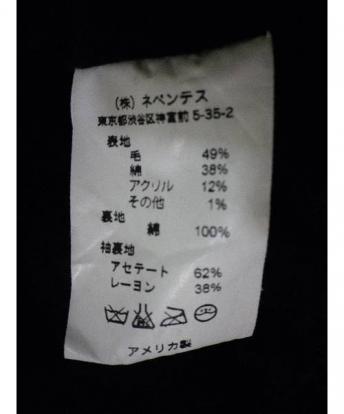 (株) ネペンテス
東京都渋谷区神宮前 5-35-2
表地
毛 49%
綿 38%
アクリル 12%
その他 1%
裏地
綿 100%
袖裏地
アセテート 62%
レーヨン 38%
アメリカ製